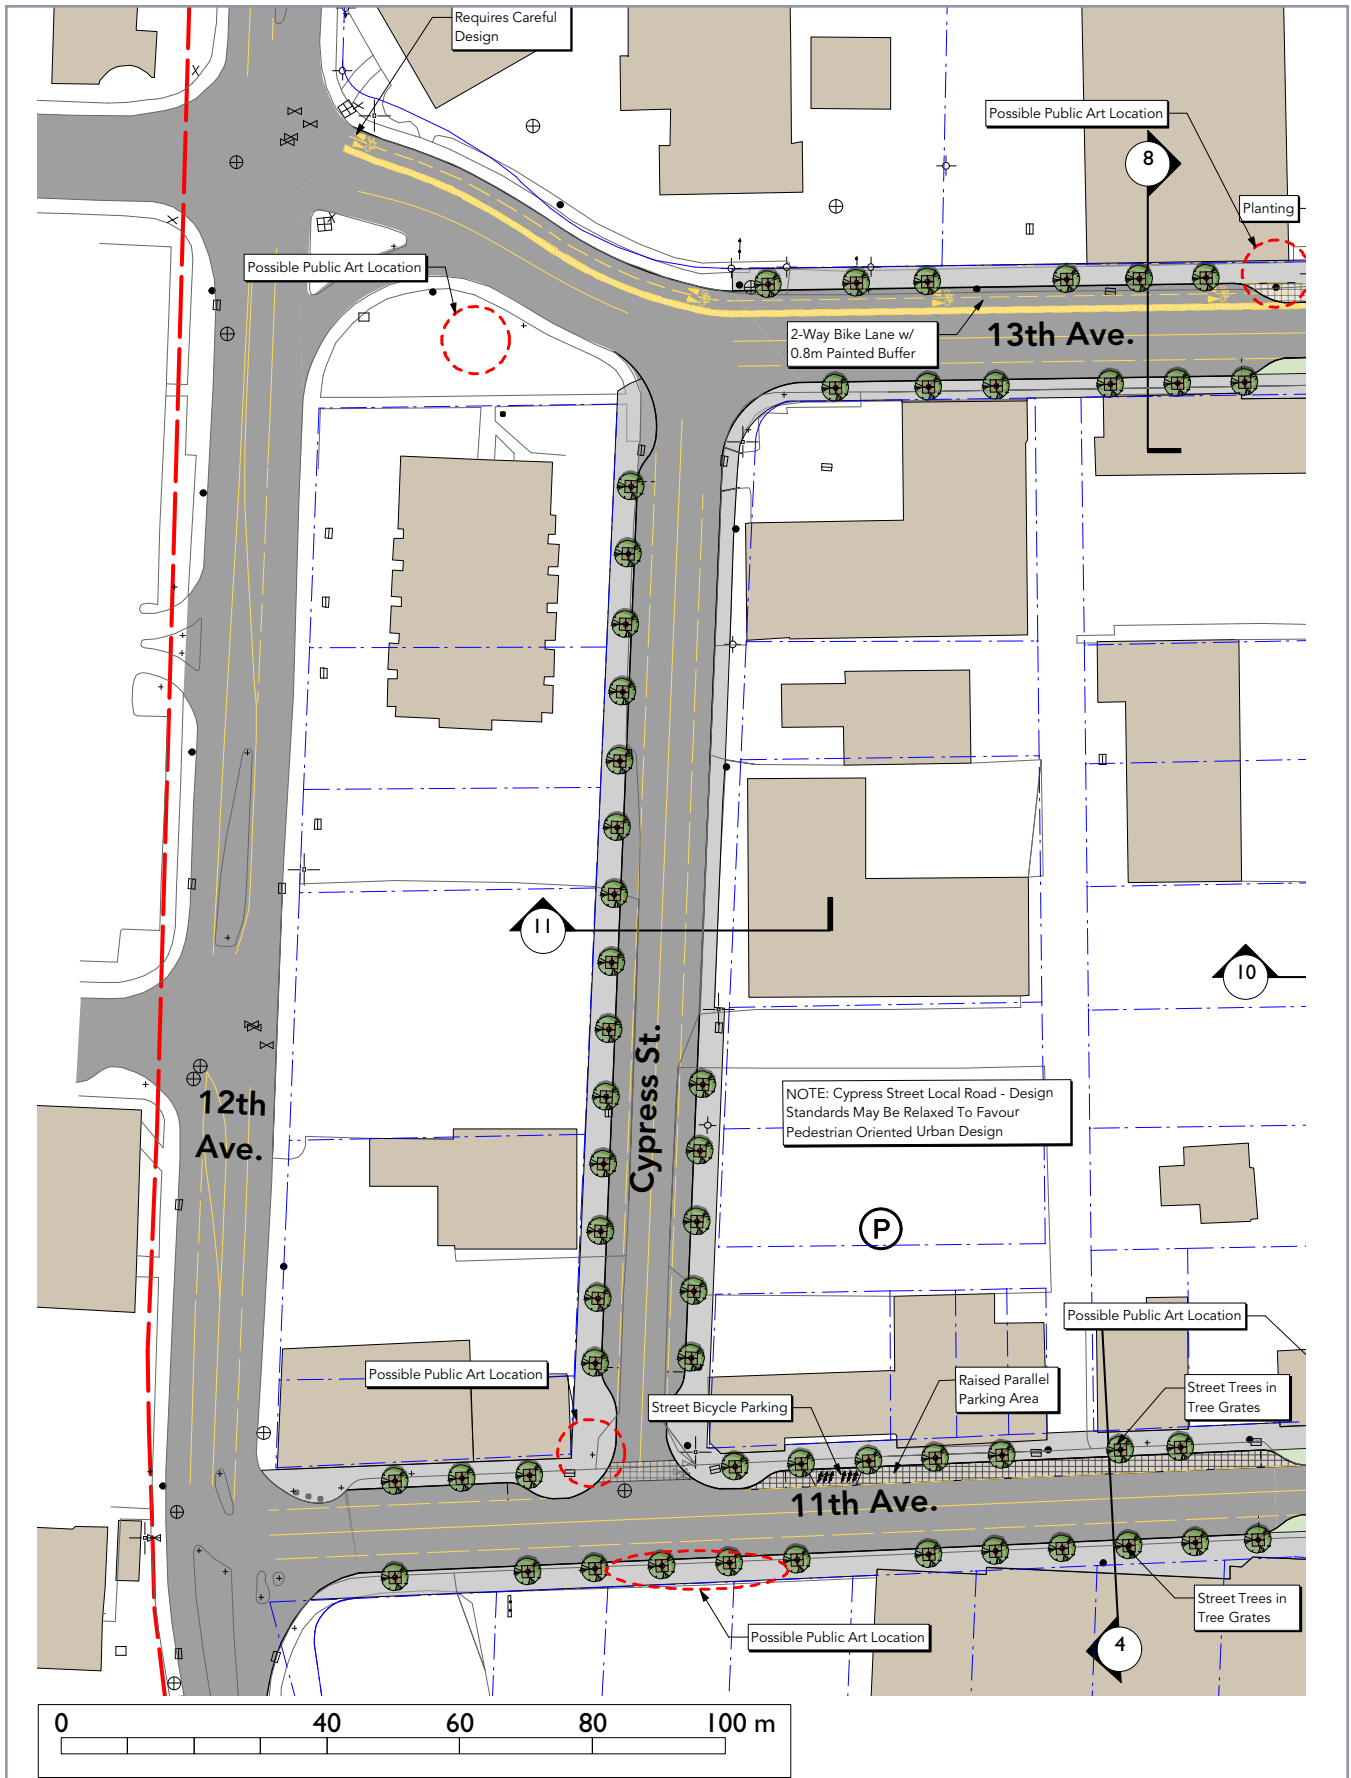 Requires Careful
Design
Possible Public Art Location
8
Planting
Possible Public Art Location
2-Way Bike Lane w/
0.8m Painted Buffer
13th Ave.
11
10
Cypress St.
12th
Ave.
NOTE: Cypress Street Local Road - Design
Standards May Be Relaxed To Favour
Pedestrian Oriented Urban Design
P
Possible Public Art Location
Possible Public Art Location
Street Bicycle Parking
Raised Parallel
Parking Area
Street Trees in
Tree Grates
11th Ave.
Street Trees in
Tree Grates
Possible Public Art Location
4
0 40 60 80 100 m